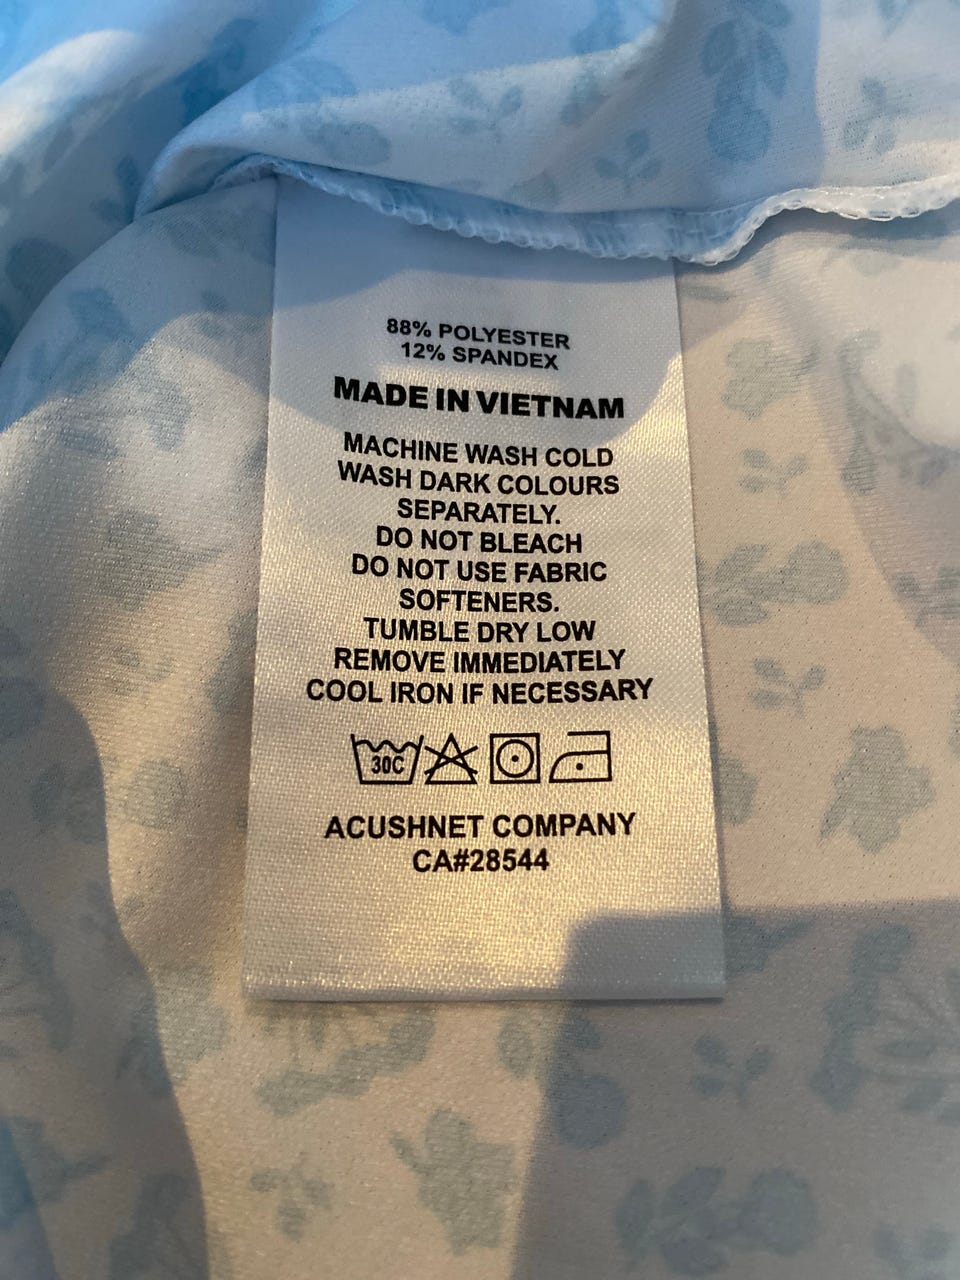 88% POLYESTER
12% SPANDEX
MADE IN VIETNAM
MACHINE WASH COLD
WASH DARK COLOURS
SEPARATELY.
DO NOT BLEACH
DO NOT USE FABRIC
SOFTENERS.
TUMBLE DRY LOW
REMOVE IMMEDIATELY
COOL IRON IF NECESSARY
30C
ACUSHNET COMPANY
CA#28544